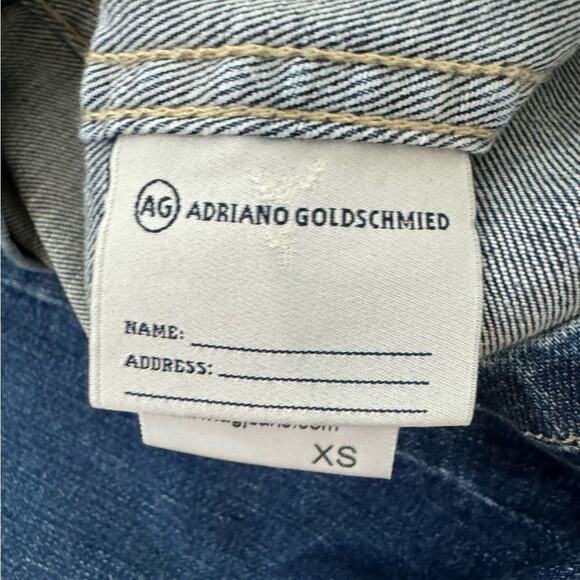 AG ADRIANO GOLDSCHMIED
NAME:
ADDRESS:
XS